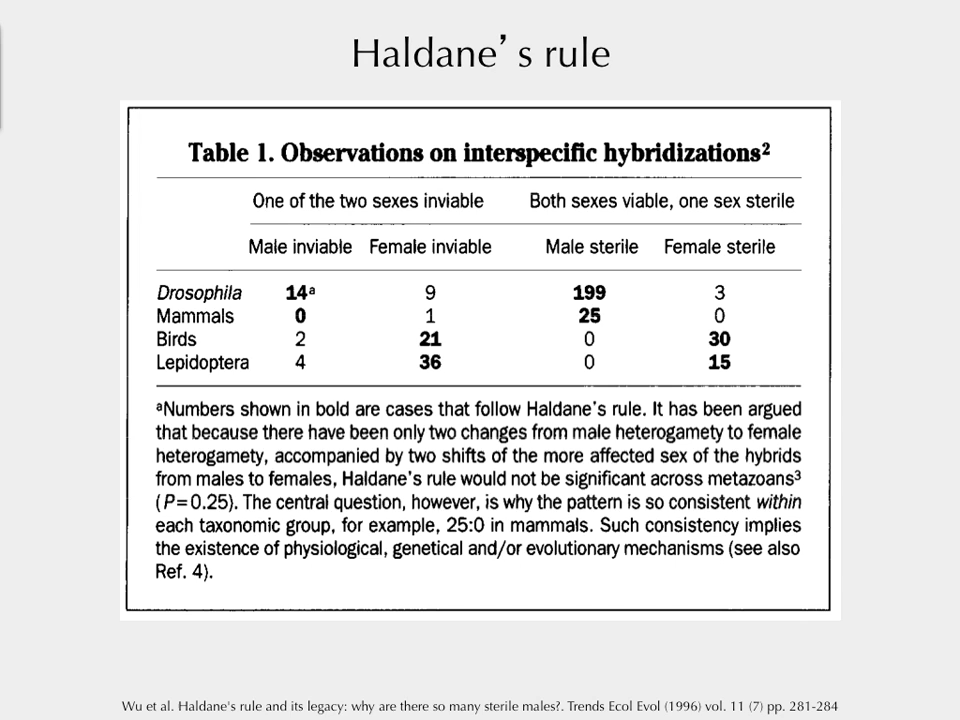 Haldane’s rule
Table 1. Observations on interspecific hybridizations²
One of the two sexes inviable Both sexes viable, one sex sterile
Male inviable Female inviable Male sterile Female sterile
Drosophila 14ᵃ 9 199 3
Mammals 0 1 25 0
Birds 2 21 0 30
Lepidoptera 4 36 0 15
ᵃNumbers shown in bold are cases that follow Haldane's rule. It has been argued
that because there have been only two changes from male heterogamety to female
heterogamety, accompanied by two shifts of the more affected sex of the hybrids
from males to females, Haldane's rule would not be significant across metazoans³
(P=0.25). The central question, however, is why the pattern is so consistent within
each taxonomic group, for example, 25:0 in mammals. Such consistency implies
the existence of physiological, genetical and/or evolutionary mechanisms (see also
Ref. 4).
Wu et al. Haldane's rule and its legacy: why are there so many sterile males?. Trends Ecol Evol (1996) vol. 11 (7) pp. 281-284